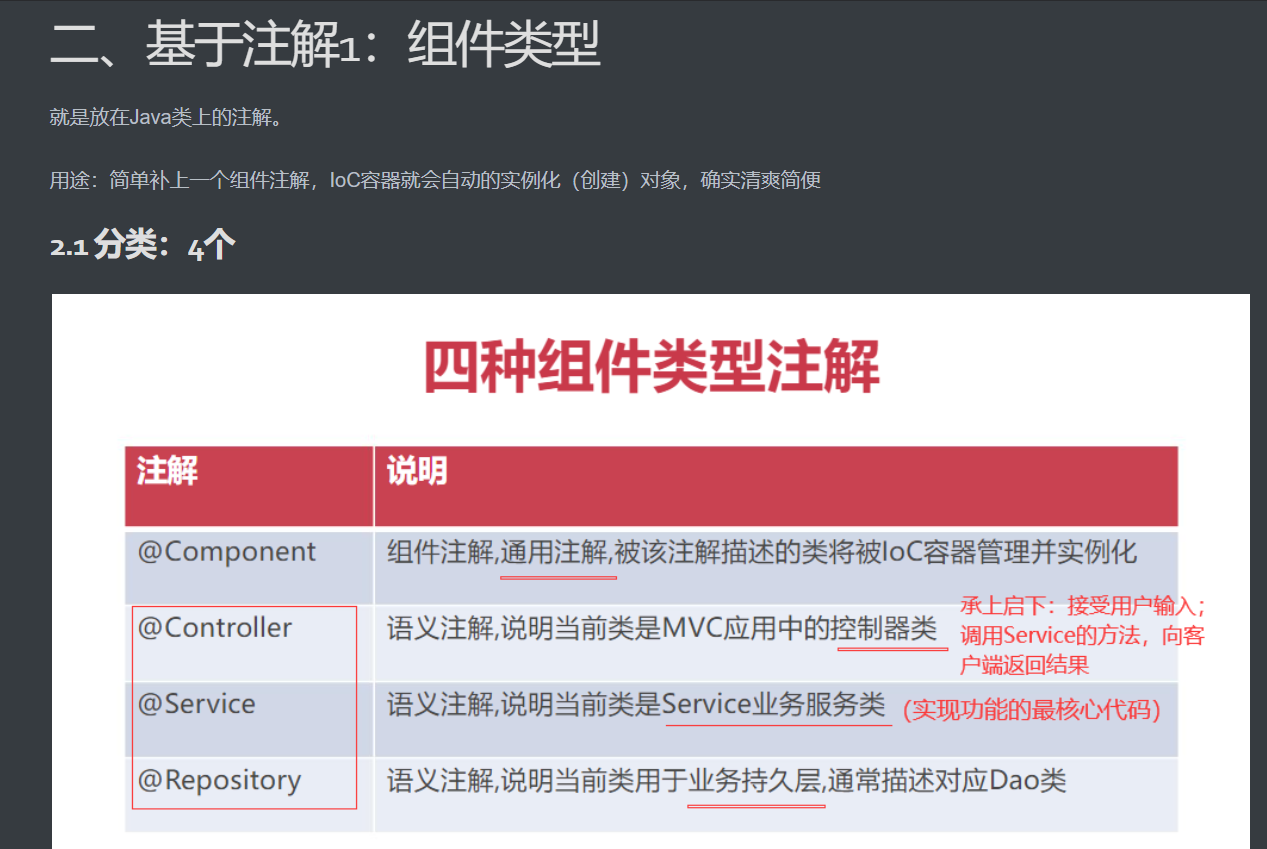 二、基于注解1：组件类型
就是放在Java类上的注解。
用途：简单补上一个组件注解，IoC容器就会自动的实例化（创建）对象，确实清爽简便
2.1 分类：4个
四种组件类型注解
注解 说明
@Component 组件注解,通用注解,被该注解描述的类将被IoC容器管理并实例化
@Controller 语义注解,说明当前类是MVC应用中的控制器类
承上启下：接受用户输入；
调用Service的方法，向客
户端返回结果
@Service 语义注解,说明当前类是Service业务服务类 (实现功能的最核心代码)
@Repository 语义注解,说明当前类用于业务持久层,通常描述对应Dao类